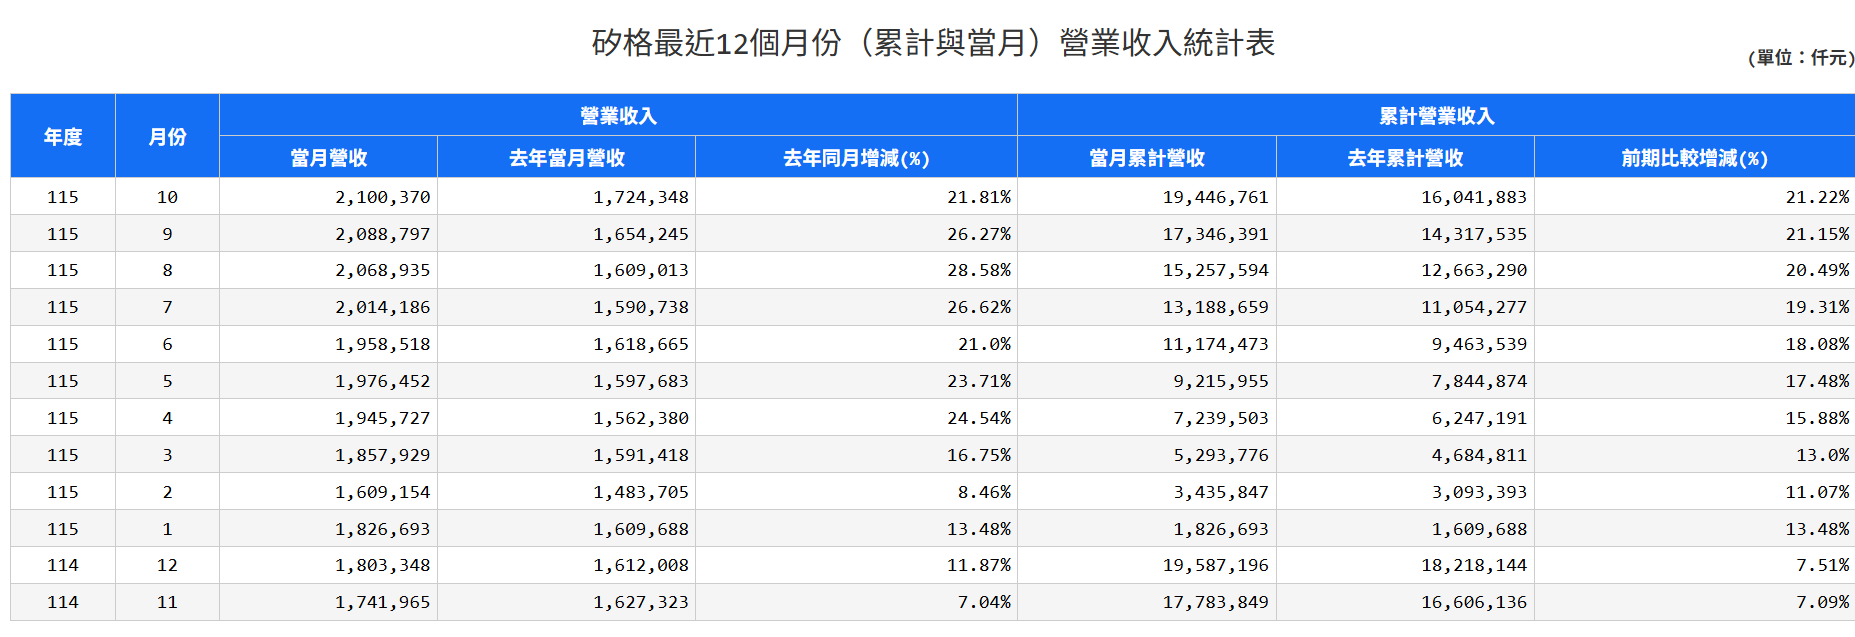 矽格最近12個月份（累計與當月）營業收入統計表
(單位：仟元)
年度 月份 營業收入 累計營業收入
當月營收 去年當月營收 去年同月增減(%) 當月累計營收 去年累計營收 前期比較增減(%)
115 10 2,100,370 1,724,348 21.81% 19,446,761 16,041,883 21.22%
115 9 2,088,797 1,654,245 26.27% 17,346,391 14,317,535 21.15%
115 8 2,068,935 1,609,013 28.58% 15,257,594 12,663,290 20.49%
115 7 2,014,186 1,590,738 26.62% 13,188,659 11,054,277 19.31%
115 6 1,958,518 1,618,665 21.0% 11,174,473 9,463,539 18.08%
115 5 1,976,452 1,597,683 23.71% 9,215,955 7,844,874 17.48%
115 4 1,945,727 1,562,380 24.54% 7,239,503 6,247,191 15.88%
115 3 1,857,929 1,591,418 16.75% 5,293,776 4,684,811 13.0%
115 2 1,609,154 1,483,705 8.46% 3,435,847 3,093,393 11.07%
115 1 1,826,693 1,609,688 13.48% 1,826,693 1,609,688 13.48%
114 12 1,803,348 1,612,008 11.87% 19,587,196 18,218,144 7.51%
114 11 1,741,965 1,627,323 7.04% 17,783,849 16,606,136 7.09%